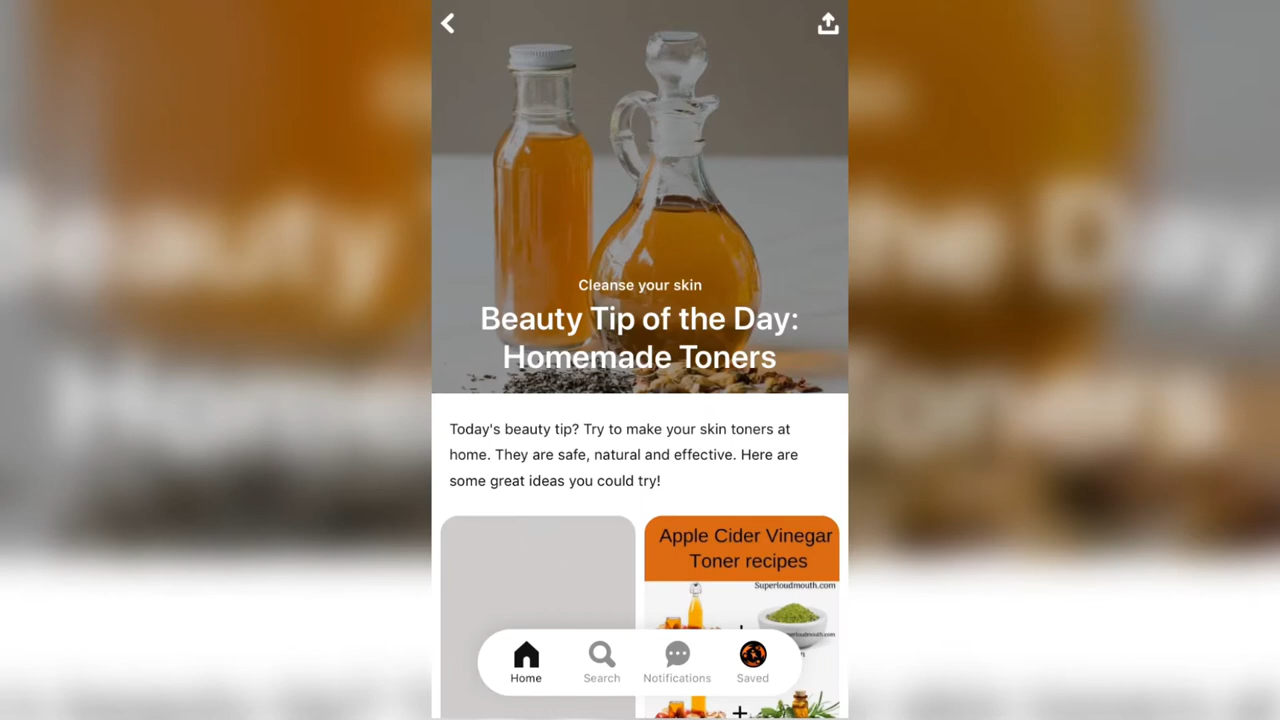 Cleanse your skin
Beauty Tip of the Day:
Homemade Toners
Today's beauty tip? Try to make your skin toners at
home. They are safe, natural and effective. Here are
some great ideas you could try!
Apple Cider Vinegar
Toner recipes
Superloudmouth.com
Home
Search
Notifications
Saved